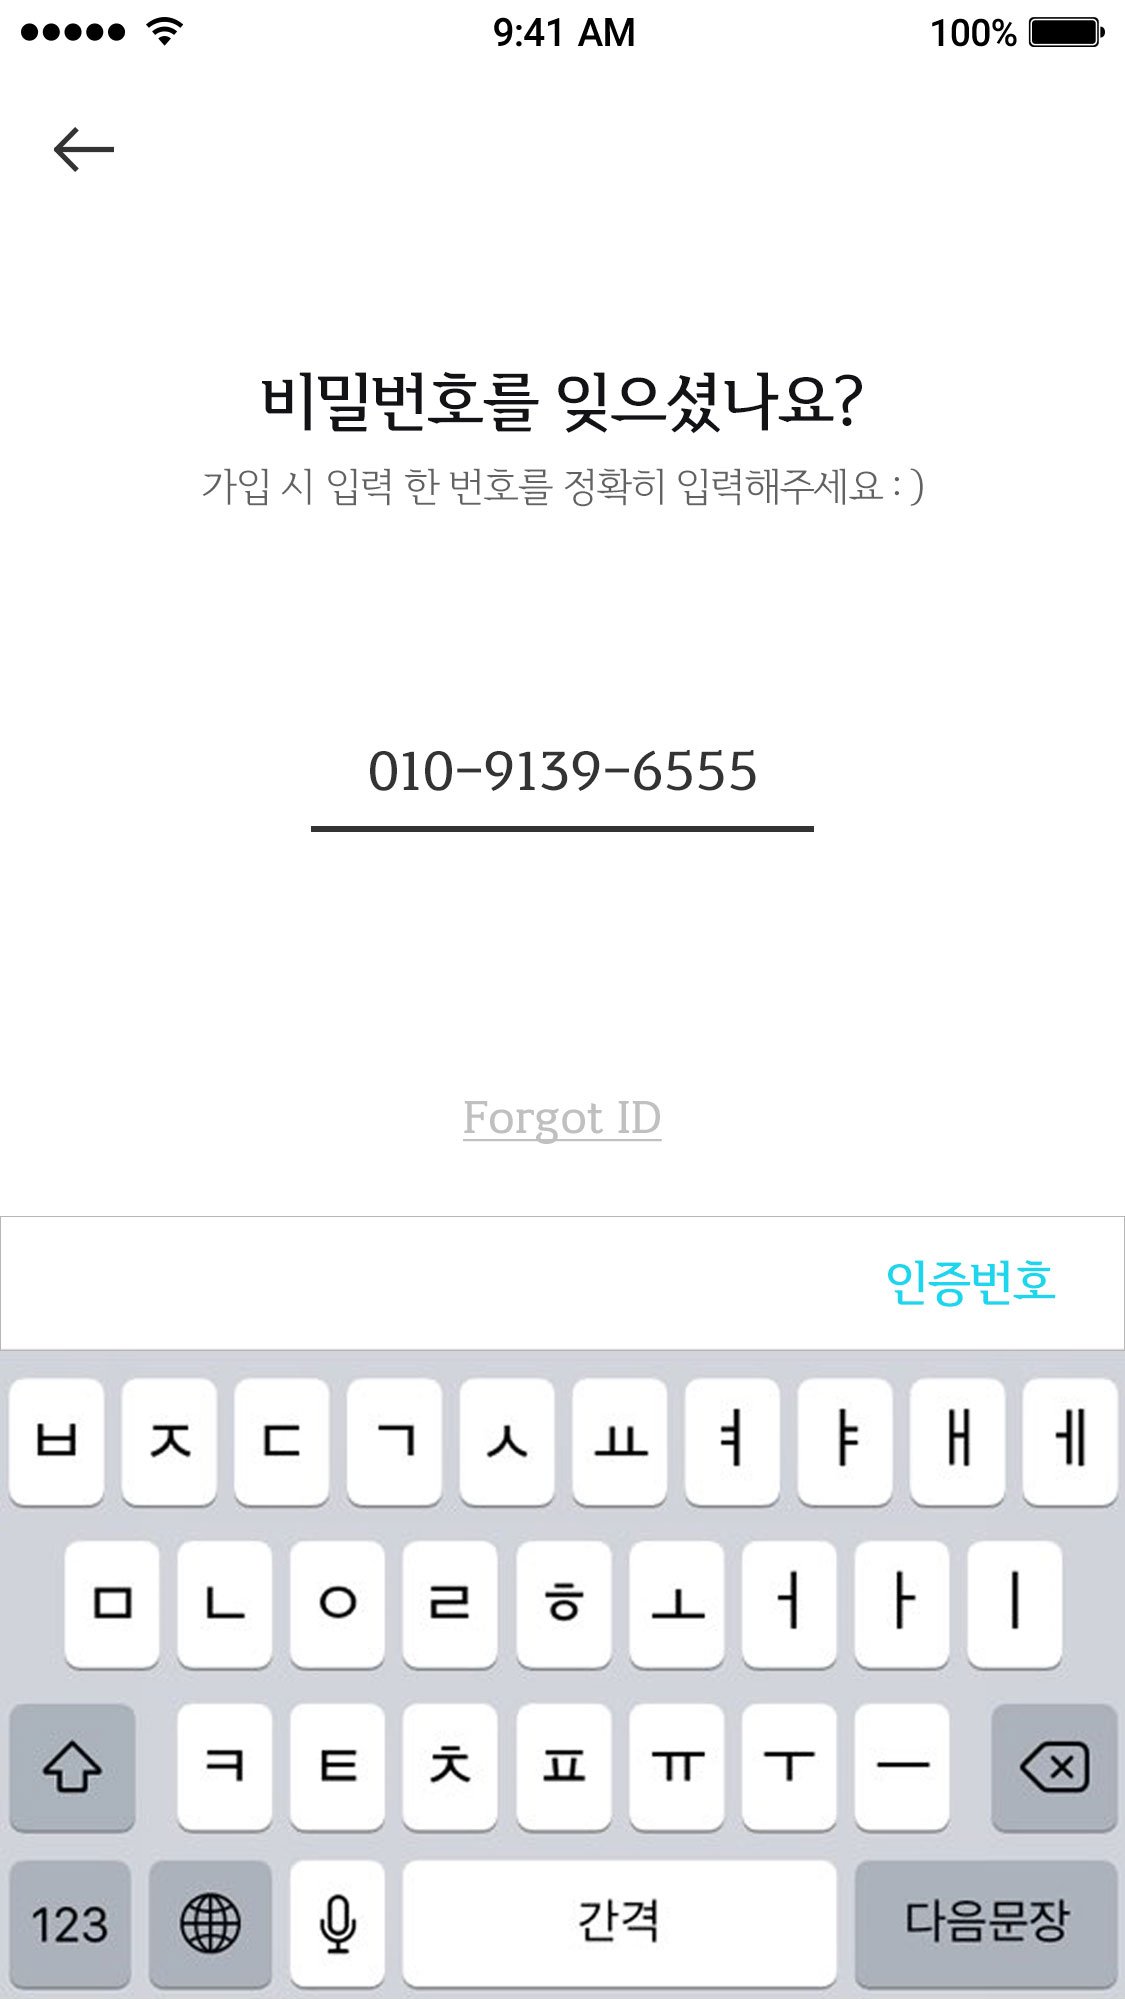 9:41 AM 100%
비밀번호를 잊으셨나요?
가입 시 입력 한 번호를 정확히 입력해주세요 : )
010-9139-6555
Forgot ID
인증번호
ㅂ ㅈ ㄷ ㄱ ㅅ ㅛ ㅕ ㅑ ㅐ ㅔ
ㅁ ㄴ ㅇ ㄹ ㅎ ㅗ ㅓ ㅏ ㅣ
ㅋ ㅌ ㅊ ㅍ ㅠ ㅜ ㅡ
123 간격 다음문장